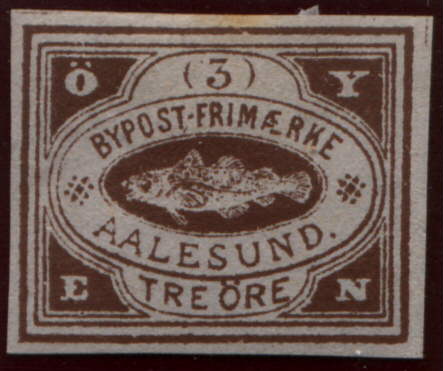 Ö Y
(3)
BYPOST-FRIMÆRKE
AALESUND.
TRE ÖRE
E N